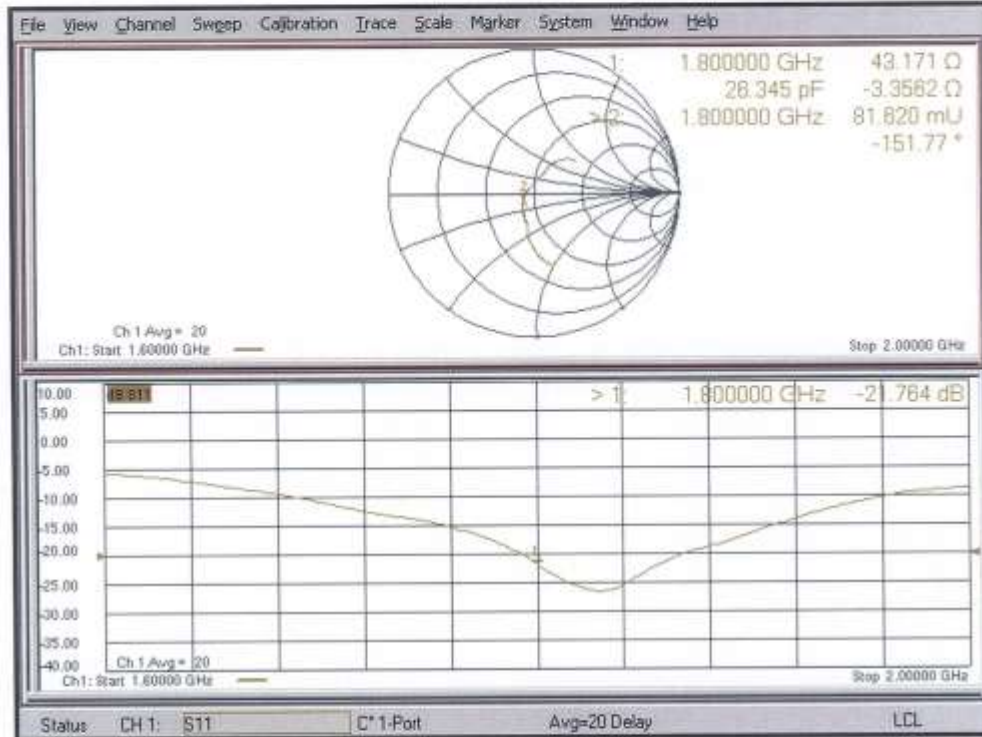 File View Channel Sweep Calibration Trace Scale Marker System Window Help
1: 1.800000 GHz 43.171 Ω
28.345 pF -3.3562 Ω
> 2: 1.800000 GHz 81.820 mU
-151.77 °
Ch 1 Avg = 20
Ch1: Start 1.60000 GHz
Stop 2.00000 GHz
10.00
> 1: 1.800000 GHz -21.764 dB
5.00
0.00
-5.00
-10.00
-15.00
-20.00
-25.00
-30.00
-35.00
-40.00
Ch 1 Avg = 20
Ch1: Start 1.60000 GHz
Stop 2.00000 GHz
Status CH 1: S11 C* 1-Port Avg=20 Delay LCL